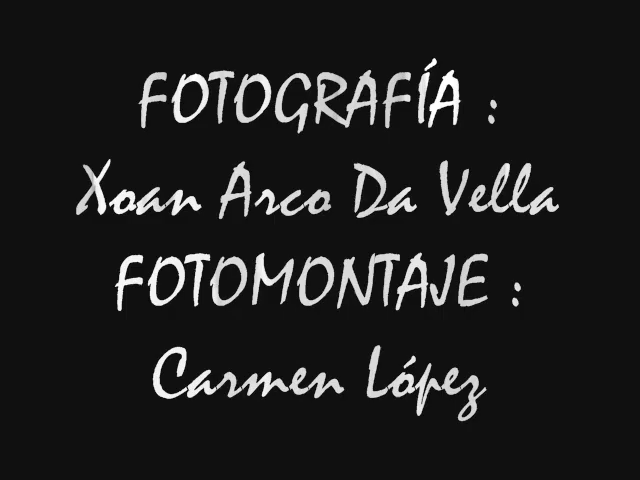 FOTOGRAFÍA :
Xoan Arco Da Vella
FOTOMONTAJE :
Carmen López